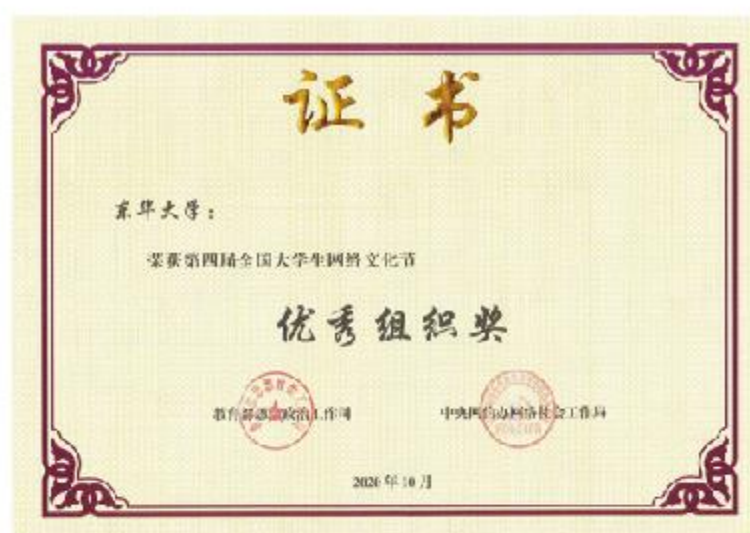 证书
东华大学：
荣获第四届全国大学生网络文化节
优秀组织奖
教育部思想政治工作司 中央网信办网络社会工作局
2020年10月